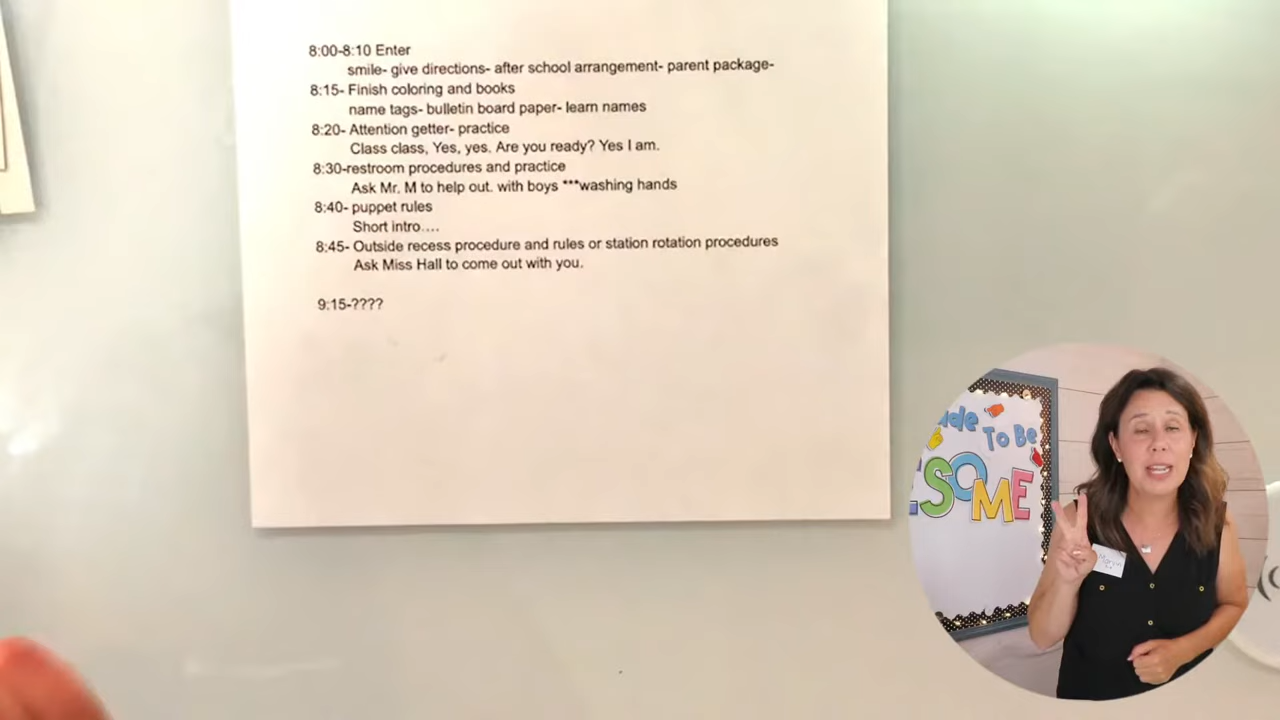 8:00-8:10 Enter
smile- give directions- after school arrangement- parent package-
8:15- Finish coloring and books
name tags- bulletin board paper- learn names
8:20- Attention getter- practice
Class class, Yes, yes. Are you ready? Yes I am.
8:30-restroom procedures and practice
Ask Mr. M to help out. with boys ***washing hands
8:40- puppet rules
Short intro....
8:45- Outside recess procedure and rules or station rotation procedures
Ask Miss Hall to come out with you.
9:15-????
To Be